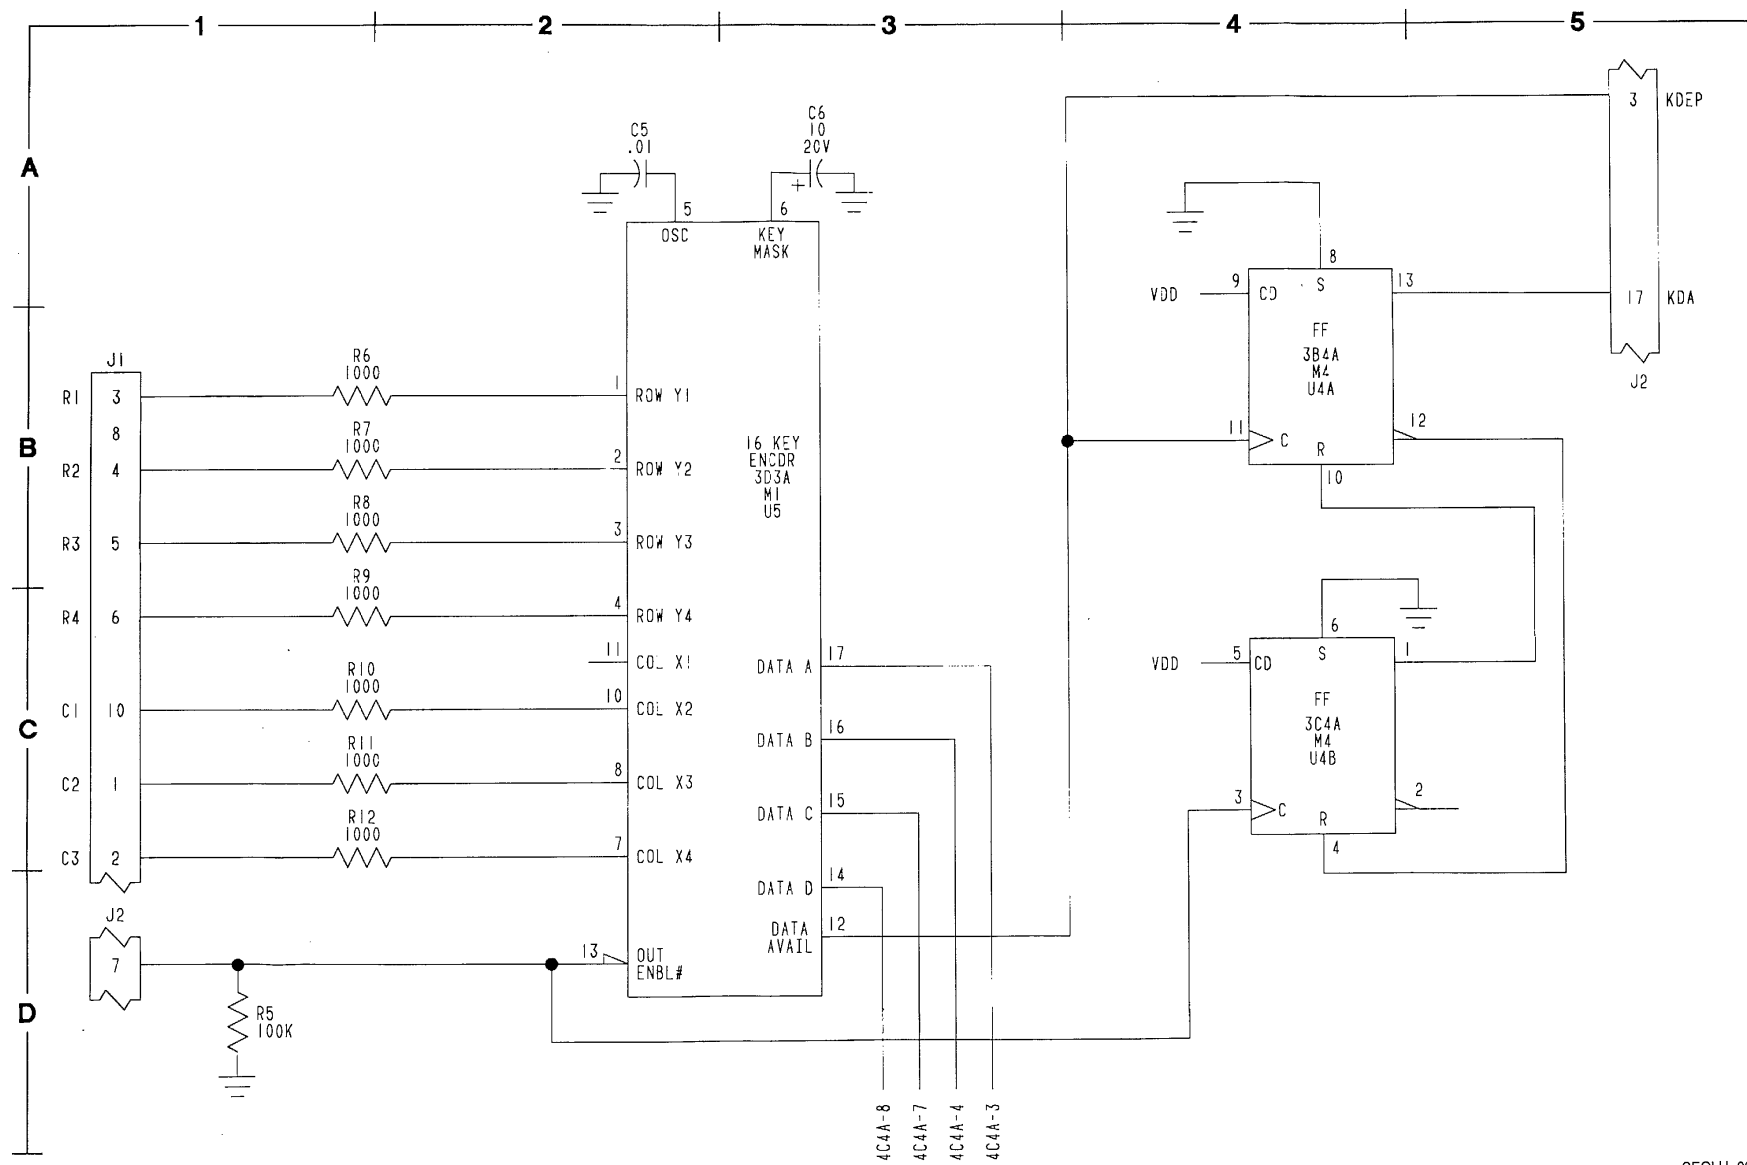 1 2 3 4 5
A
B
C
D
C5
.01
C6
10
20V
+
5
6
OSC
KEY
MASK
3 KDEP
17 KDA
J2
8
9
13
VDD
CD
S
FF
3B4A
M4
U4A
11
C
R
12
10
J1
R1 3
8
R2 4
R3 5
R4 6
C1 10
C2 1
C3 2
R6
1000
R7
1000
R8
1000
R9
1000
R10
1000
R11
1000
R12
1000
1 ROW Y1
2 ROW Y2
3 ROW Y3
4 ROW Y4
11 COL X1
10 COL X2
8 COL X3
7 COL X4
13 OUT
ENBL#
16 KEY
ENCDR
3D3A
M1
U5
DATA A 17
DATA B 16
DATA C 15
DATA D 14
DATA
AVAIL
12
6
VDD
5
CD
S
1
FF
3C4A
M4
U4B
3
C
R
2
4
J2
7
R5
100K
4C4A-8
4C4A-7
4C4A-4
4C4A-3